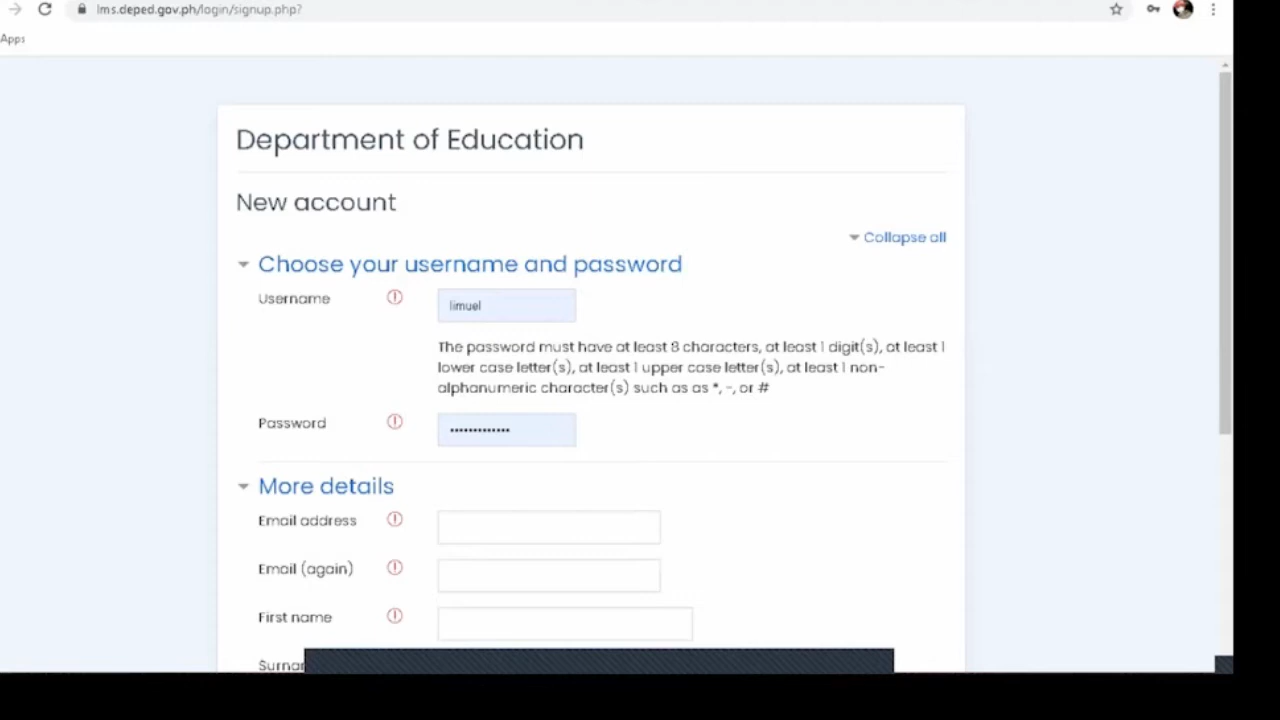 lms.deped.gov.ph/login/signup.php?
Apps
Department of Education
New account
Collapse all
Choose your username and password
Username
limuel
The password must have at least 8 characters, at least 1 digit(s), at least 1
lower case letter(s), at least 1 upper case letter(s), at least 1 non-
alphanumeric character(s) such as as *, -, or #
Password
•••••••••••••
More details
Email address
Email (again)
First name